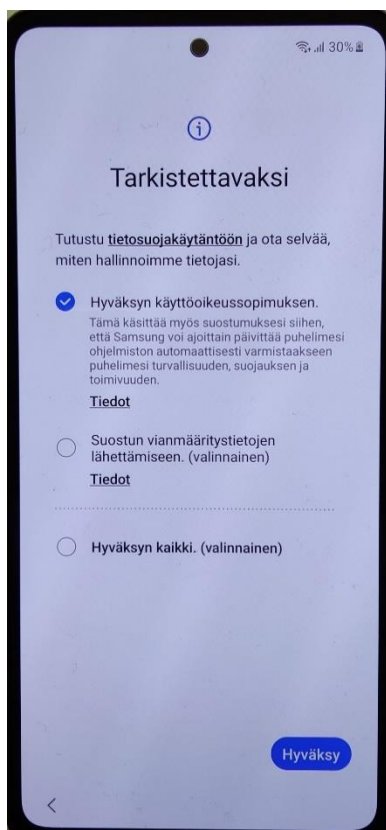 30%
Tarkistettavaksi
Tutustu tietosuojakäytäntöön ja ota selvää,
miten hallinnoimme tietojasi.
Hyväksyn käyttöoikeussopimuksen.
Tämä käsittää myös suostumuksesi siihen,
että Samsung voi ajoittain päivittää puhelimesi
ohjelmiston automaattisesti varmistaakseen
puhelimesi turvallisuuden, suojauksen ja
toimivuuden.
Tiedot
Suostun vianmääritystietojen
lähettämiseen. (valinnainen)
Tiedot
Hyväksyn kaikki. (valinnainen)
Hyväksy